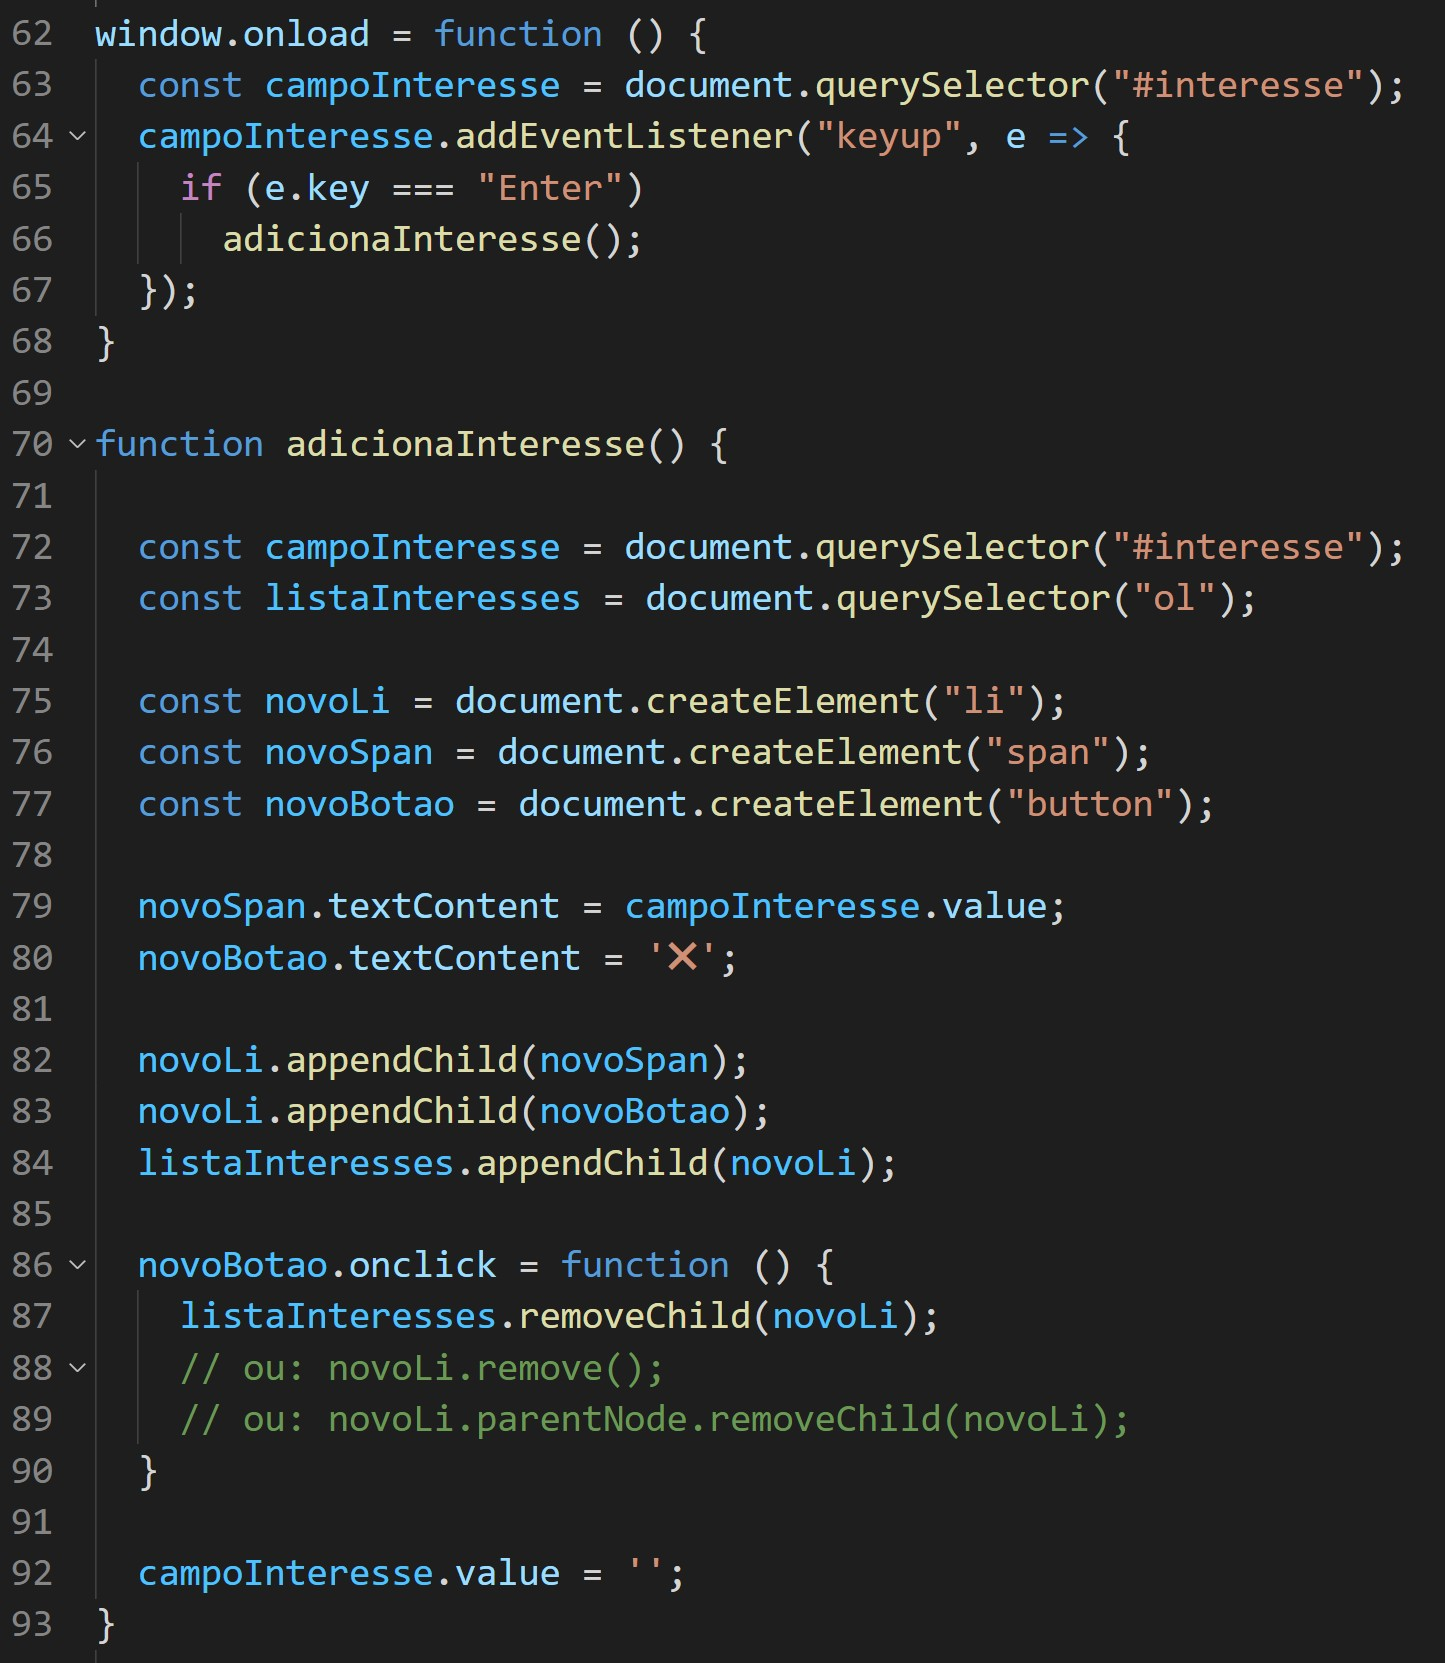 62 window.onload = function () {
63   const campoInteresse = document.querySelector("#interesse");
64   campoInteresse.addEventListener("keyup", e => {
65     if (e.key === "Enter")
66       adicionaInteresse();
67   });
68 }
69
70 function adicionaInteresse() {
71
72   const campoInteresse = document.querySelector("#interesse");
73   const listaInteresses = document.querySelector("ol");
74
75   const novoLi = document.createElement("li");
76   const novoSpan = document.createElement("span");
77   const novoBotao = document.createElement("button");
78
79   novoSpan.textContent = campoInteresse.value;
80   novoBotao.textContent = '❌';
81
82   novoLi.appendChild(novoSpan);
83   novoLi.appendChild(novoBotao);
84   listaInteresses.appendChild(novoLi);
85
86   novoBotao.onclick = function () {
87     listaInteresses.removeChild(novoLi);
88     // ou: novoLi.remove();
89     // ou: novoLi.parentNode.removeChild(novoLi);
90   }
91
92   campoInteresse.value = '';
93 }